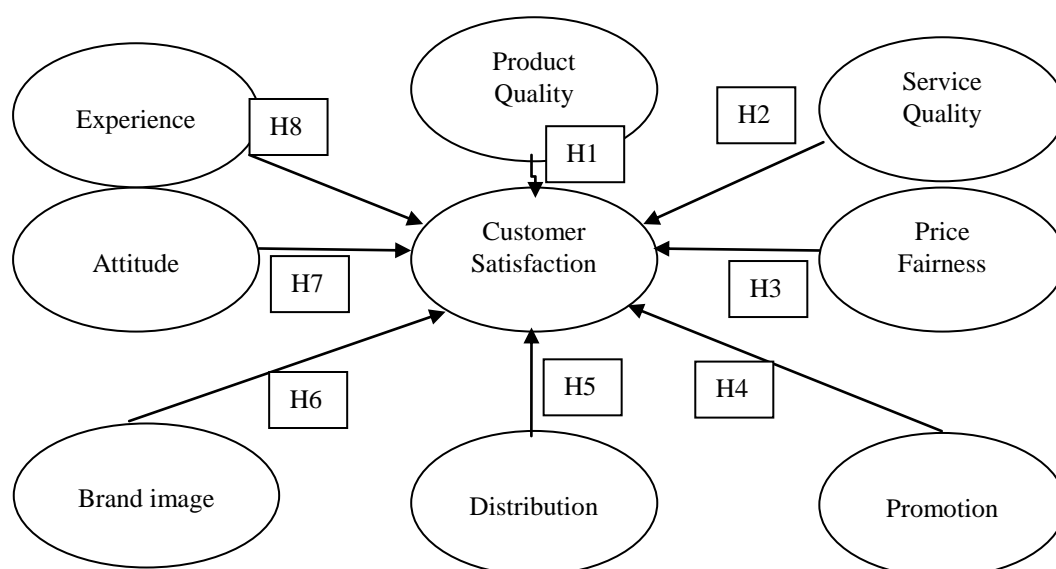 Product
Quality
Service
Quality
Experience
H8
H2
H1
Customer
Satisfaction
Price
Fairness
Attitude
H7
H3
H6
H5
H4
Brand image
Distribution
Promotion